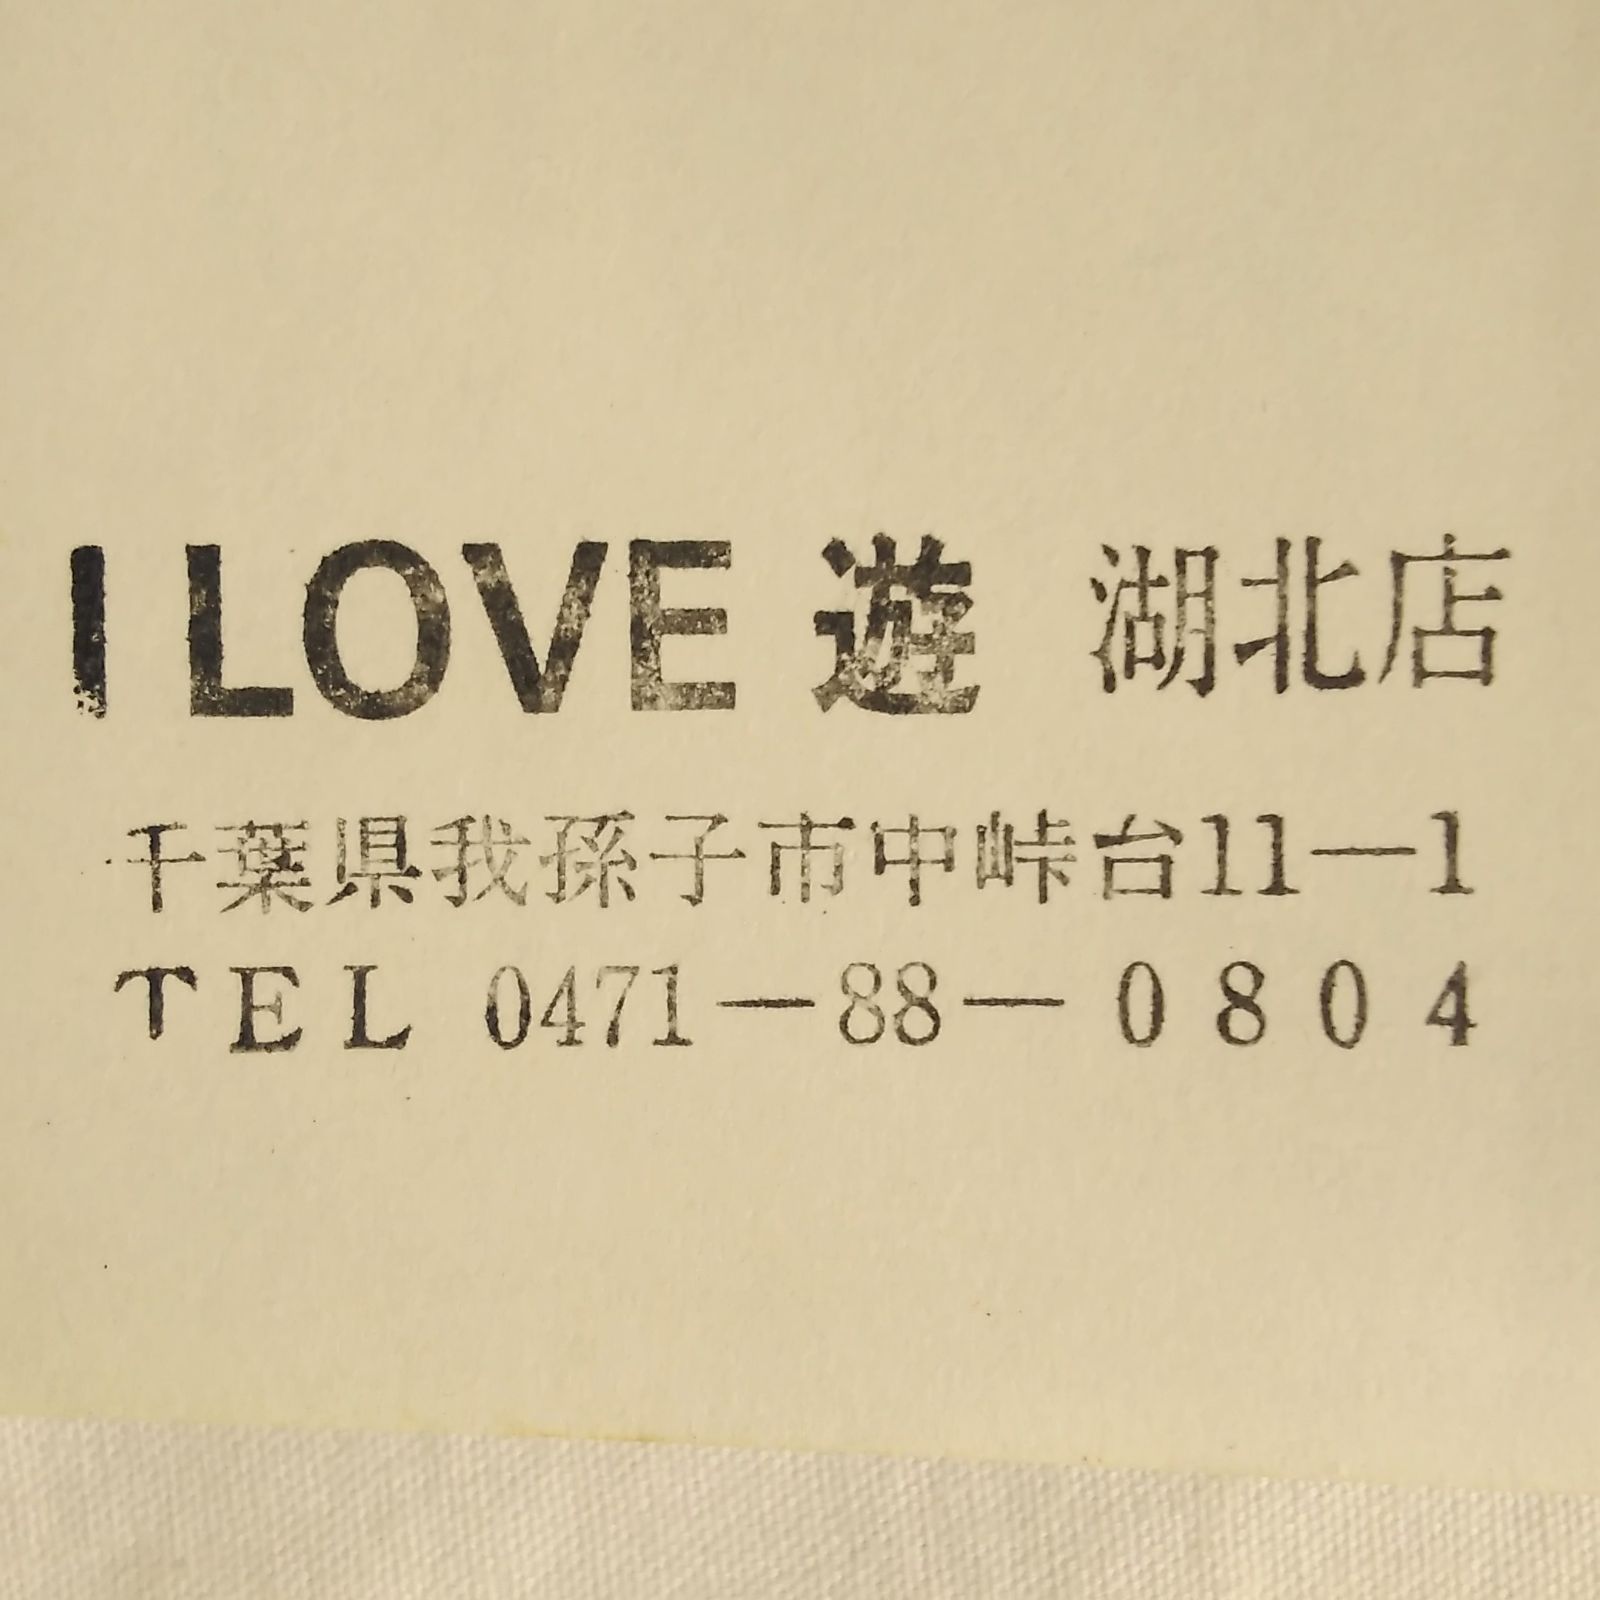 I LOVE 遊 湖北店
千葉県我孫子市中峠台11―1
TEL 0471―88―0804